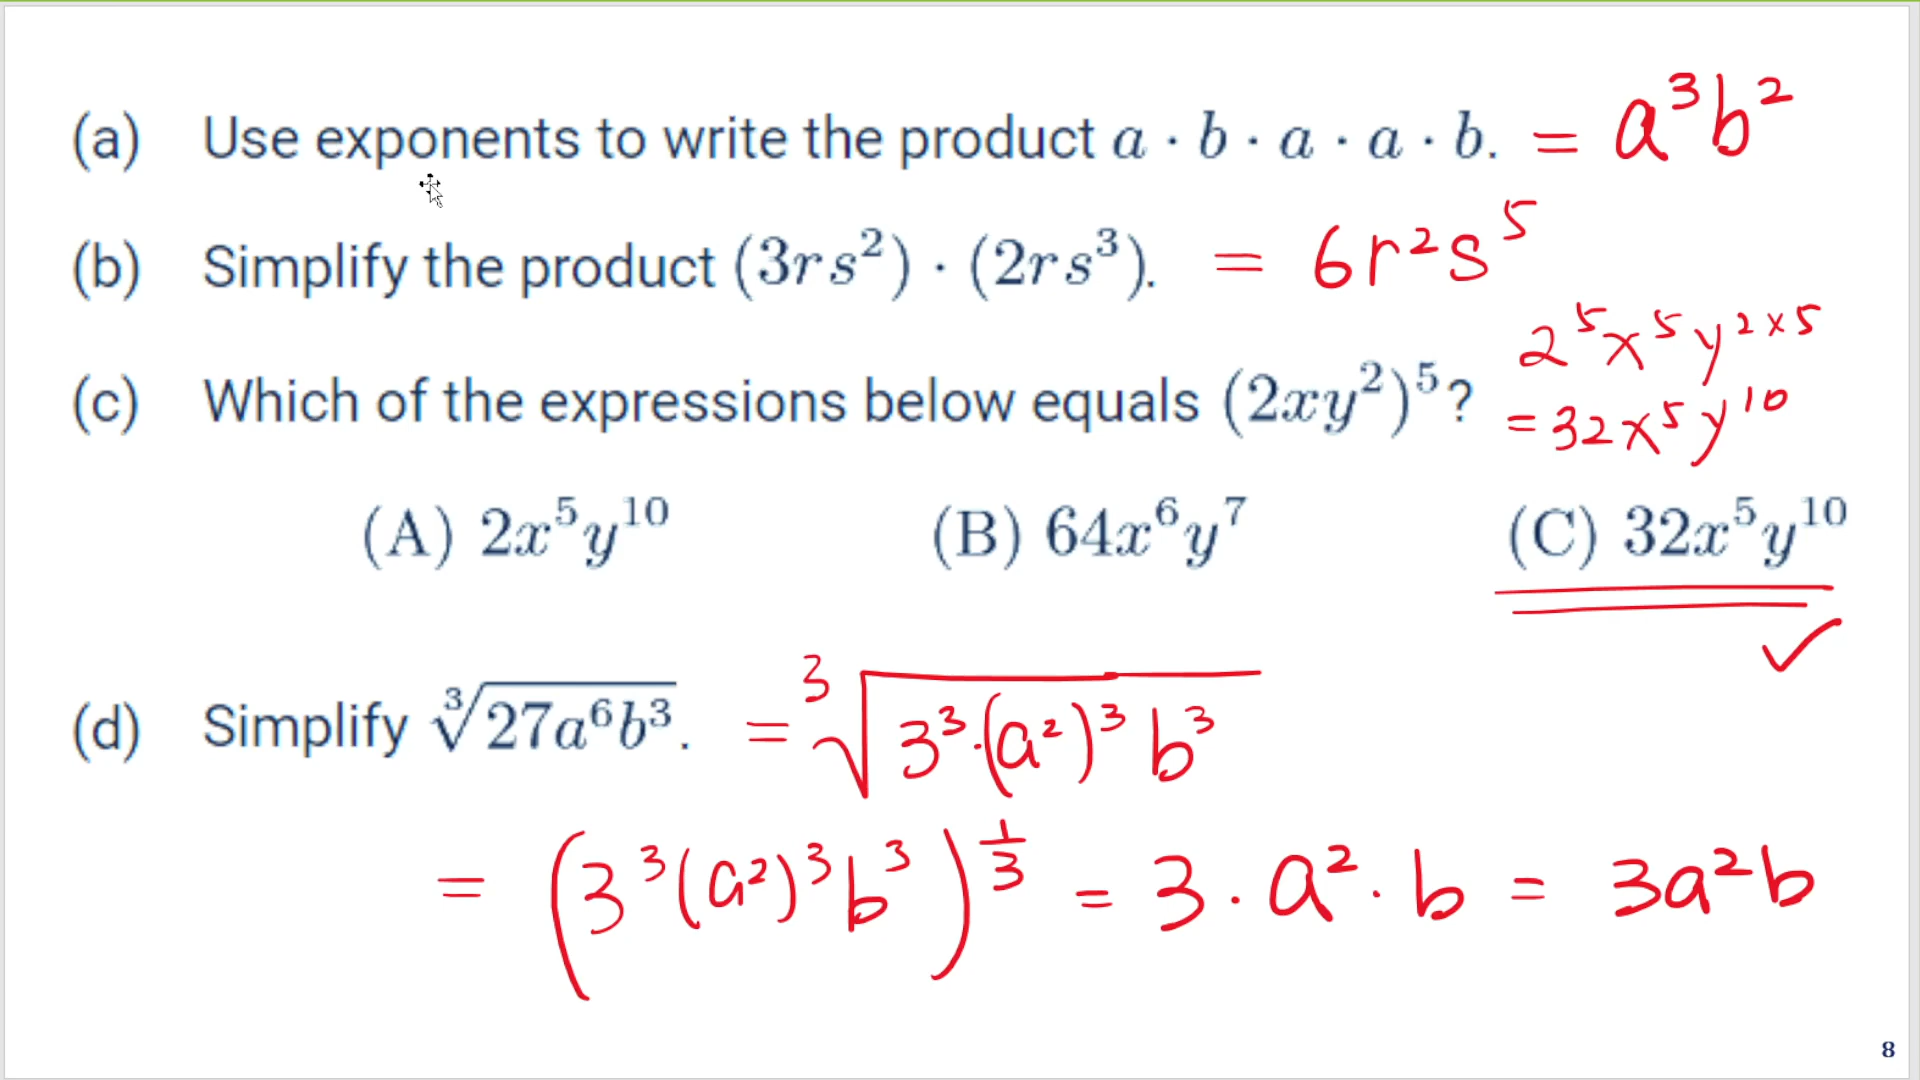 (a) Use exponents to write the product a · b · a · a · b. = a³b²
(b) Simplify the product (3rs²) · (2rs³). = 6r²s⁵
2⁵x⁵y²ˣ⁵
(c) Which of the expressions below equals (2xy²)⁵? = 32x⁵y¹⁰
(A) 2x⁵y¹⁰ (B) 64x⁶y⁷ (C) 32x⁵y¹⁰
✓
(d) Simplify ∛(27a⁶b³). = ∛(3³·(a²)³b³)
= (3³(a²)³b³)^(1/3) = 3 · a² · b = 3a²b
8